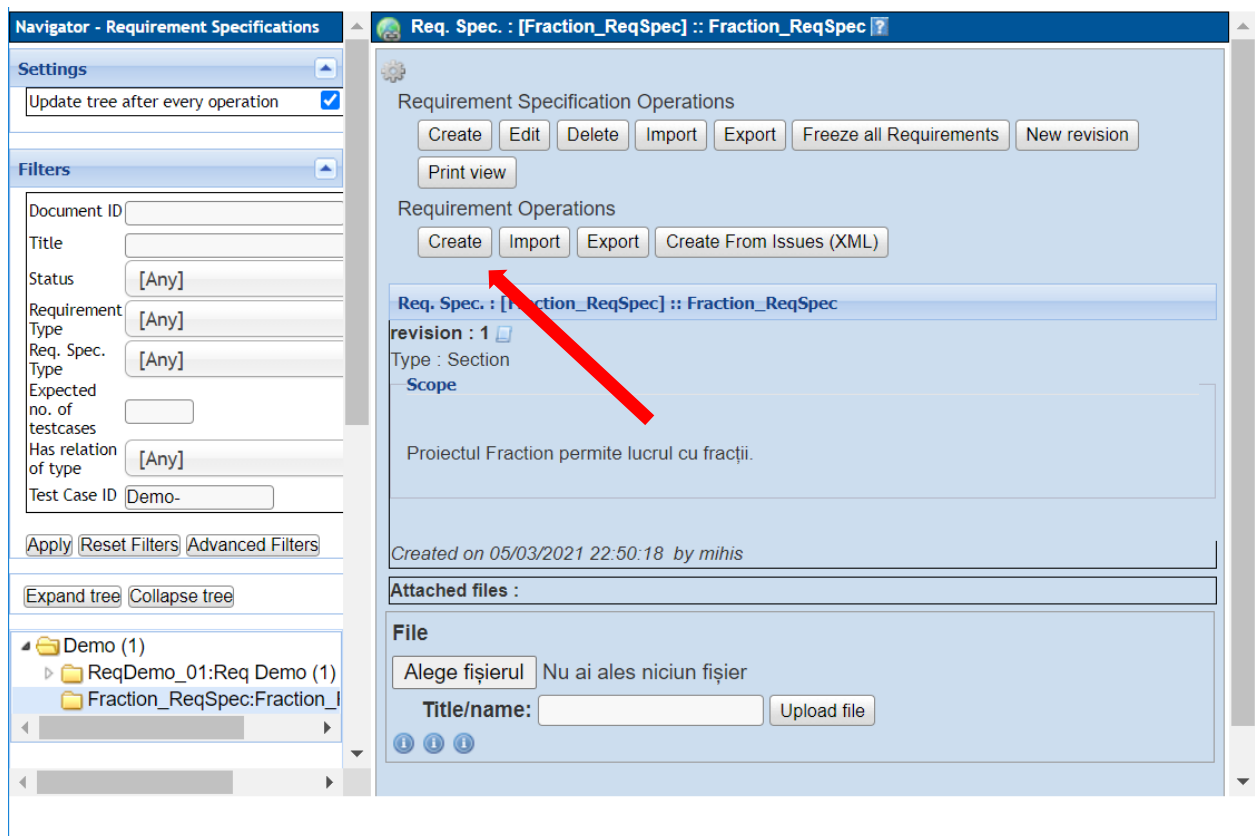 Navigator - Requirement Specifications
Settings
Update tree after every operation
Filters
Document ID
Title
Status [Any]
Requirement Type [Any]
Req. Spec. Type [Any]
Expected no. of testcases
Has relation of type [Any]
Test Case ID Demo-
Apply Reset Filters Advanced Filters
Expand tree Collapse tree
Demo (1)
ReqDemo_01:Req Demo (1)
Fraction_ReqSpec:Fraction_
Req. Spec. : [Fraction_ReqSpec] :: Fraction_ReqSpec ?
Requirement Specification Operations
Create Edit Delete Import Export Freeze all Requirements New revision
Print view
Requirement Operations
Create Import Export Create From Issues (XML)
Req. Spec. : [Fraction_ReqSpec] :: Fraction_ReqSpec
revision : 1
Type : Section
Scope
Proiectul Fraction permite lucrul cu fracții.
Created on 05/03/2021 22:50:18 by mihis
Attached files :
File
Alege fișierul Nu ai ales niciun fișier
Title/name: Upload file